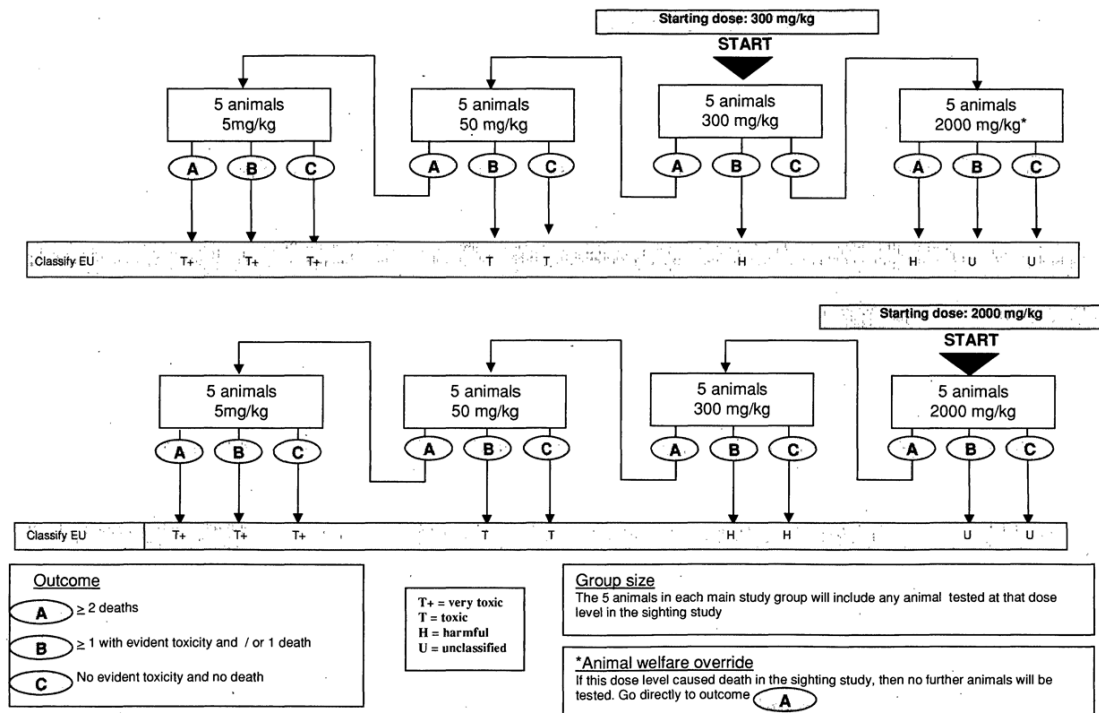 Starting dose: 300 mg/kg
START
5 animals
5mg/kg
5 animals
50 mg/kg
5 animals
300 mg/kg
5 animals
2000 mg/kg*
A B C A B C A B C A B C
Classify EU T+ T+ T+ T T H H U U
Starting dose: 2000 mg/kg
START
5 animals
5mg/kg
5 animals
50 mg/kg
5 animals
300 mg/kg
5 animals
2000 mg/kg
A B C A B C A B C A B C
Classify EU T+ T+ T+ T T H H U U
Outcome
A ≥ 2 deaths
B ≥ 1 with evident toxicity and / or 1 death
C No evident toxicity and no death
T+ = very toxic
T = toxic
H = harmful
U = unclassified
Group size
The 5 animals in each main study group will include any animal tested at that dose
level in the sighting study
*Animal welfare override
If this dose level caused death in the sighting study, then no further animals will be
tested. Go directly to outcome A